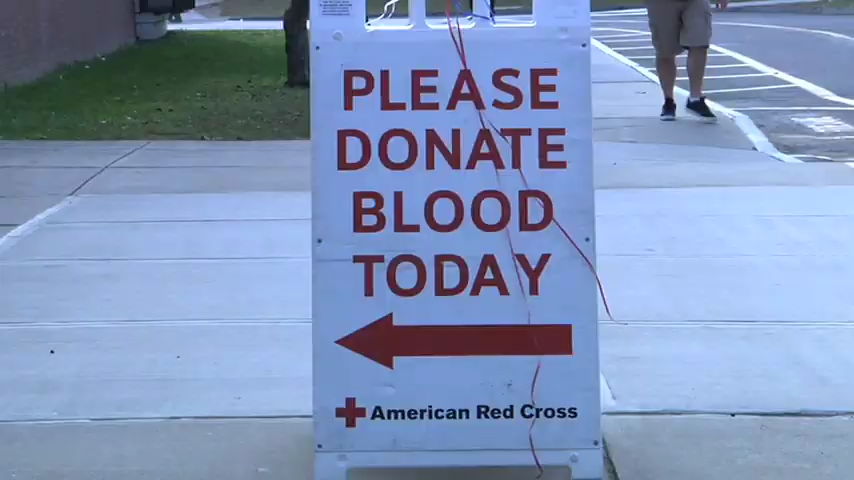 PLEASE
DONATE
BLOOD
TODAY
American Red Cross